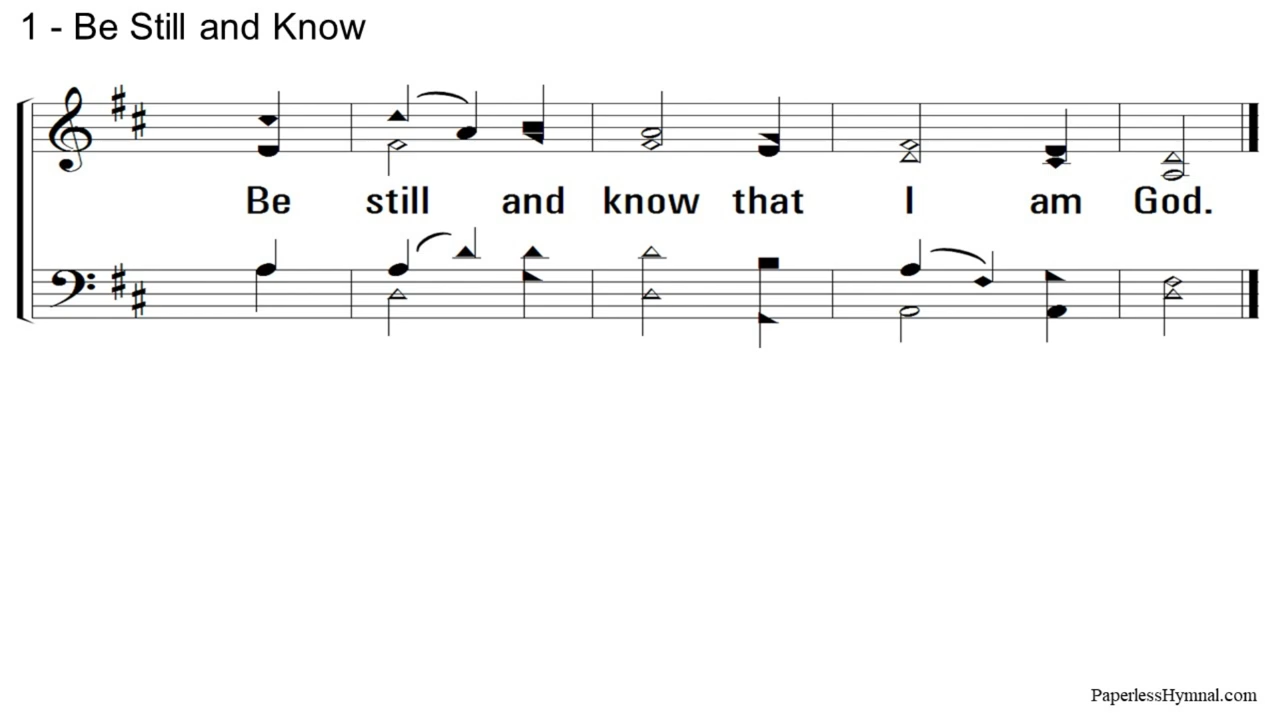 1 - Be Still and Know
Be still and know that I am God.
PaperlessHymnal.com